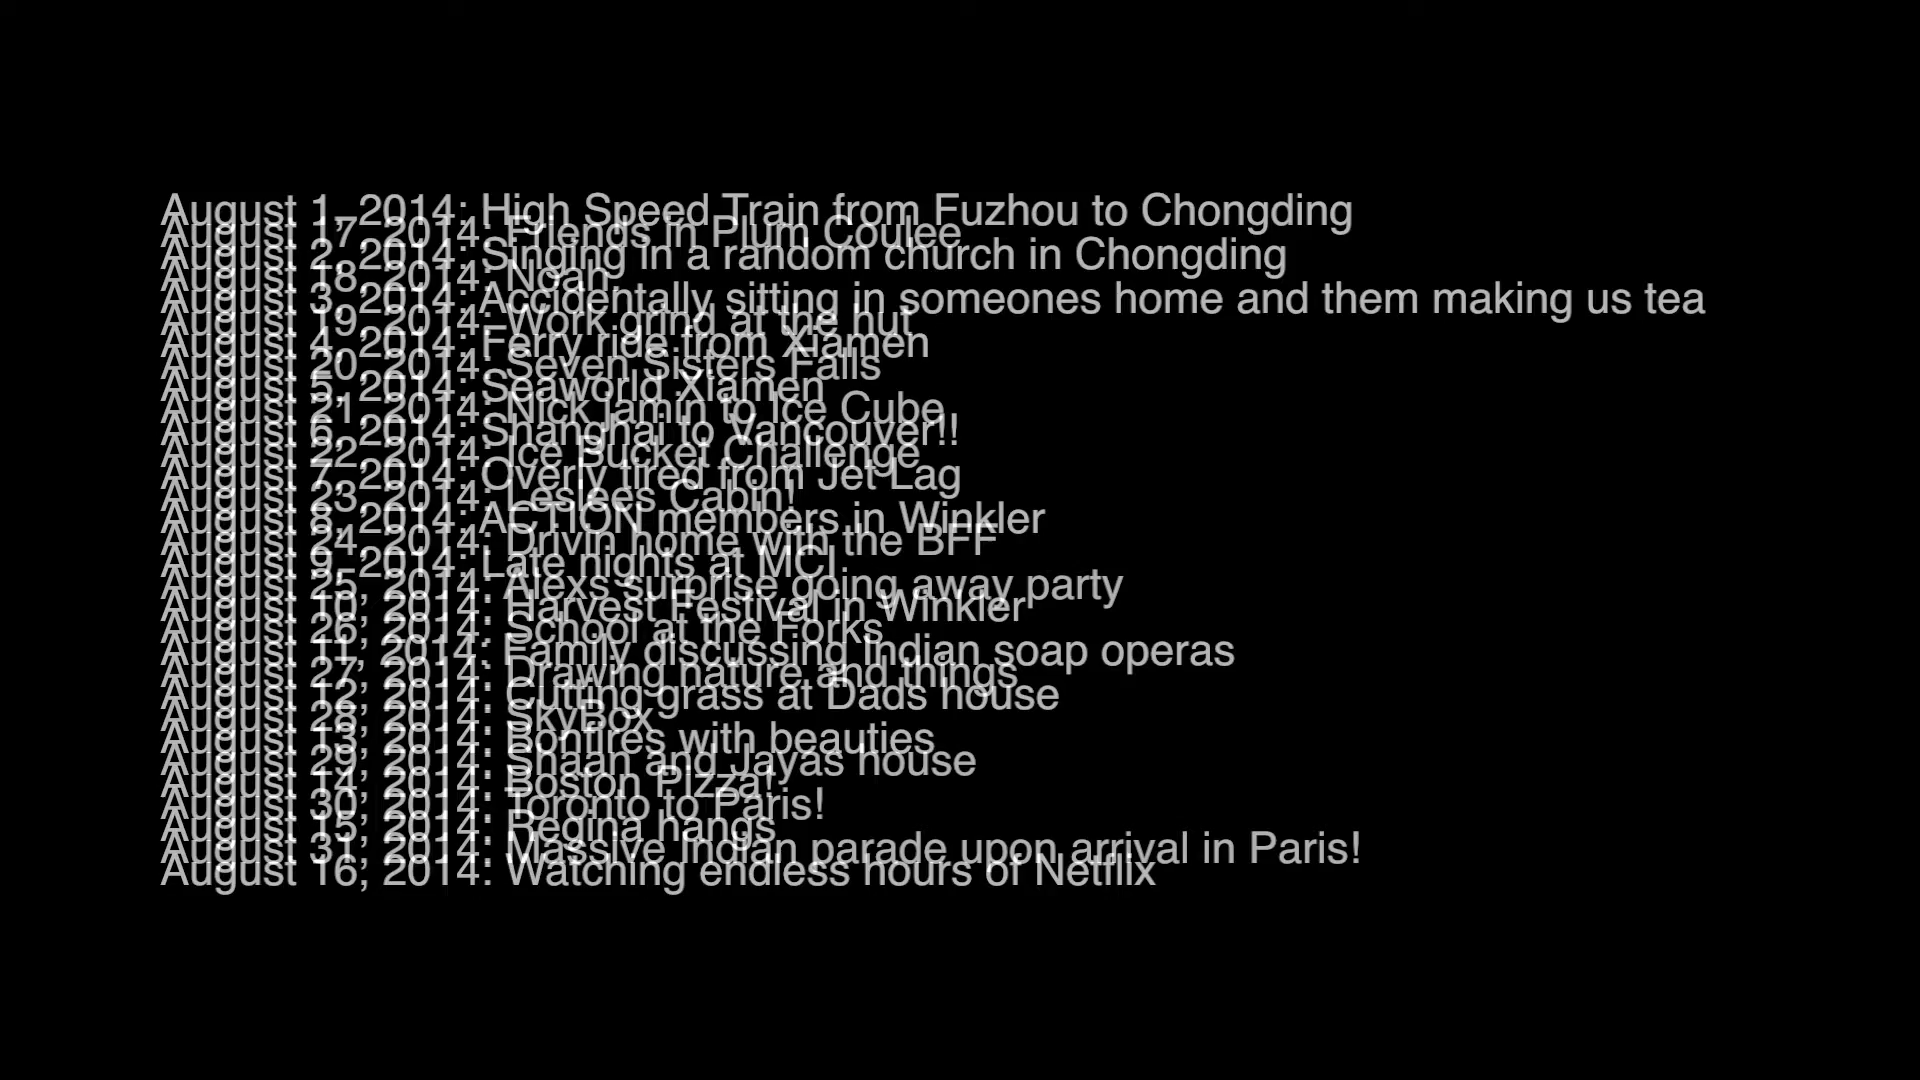 August 1, 2014: High Speed Train from Fuzhou to Chongding
August 17, 2014: Friends in Plum Coulee
August 2, 2014: Singing in a random church in Chongding
August 18, 2014: Noah.
August 3, 2014: Accidentally sitting in someones home and them making us tea
August 19, 2014: Work grind at the hut
August 4, 2014: Ferry ride from Xiamen
August 20, 2014: Seven Sisters Falls
August 5, 2014: Seaworld Xiamen
August 21, 2014: Nick jamin to Ice Cube
August 6, 2014: Shanghai to Vancouver!!
August 22, 2014: Ice Bucket Challenge
August 7, 2014: Overly tired from Jet Lag
August 23, 2014: Leslees Cabin!
August 8, 2014: ACTION members in Winkler
August 24, 2014: Drivin home with the BFF
August 9, 2014: Late nights at MCI.
August 25, 2014: Alexs surprise going away party
August 10, 2014: Harvest Festival in Winkler
August 26, 2014: School at the Forks
August 11, 2014: Family discussing Indian soap operas
August 27, 2014: Drawing nature and things
August 12, 2014: Cutting grass at Dads house
August 28, 2014: SkyBox
August 13, 2014: Bonfires with beauties
August 29, 2014: Shaan and Jayas house
August 14, 2014: Boston Pizza!
August 30, 2014: Toronto to Paris!
August 15, 2014: Regina hangs
August 31, 2014: Massive Indian parade upon arrival in Paris!
August 16, 2014: Watching endless hours of Netflix